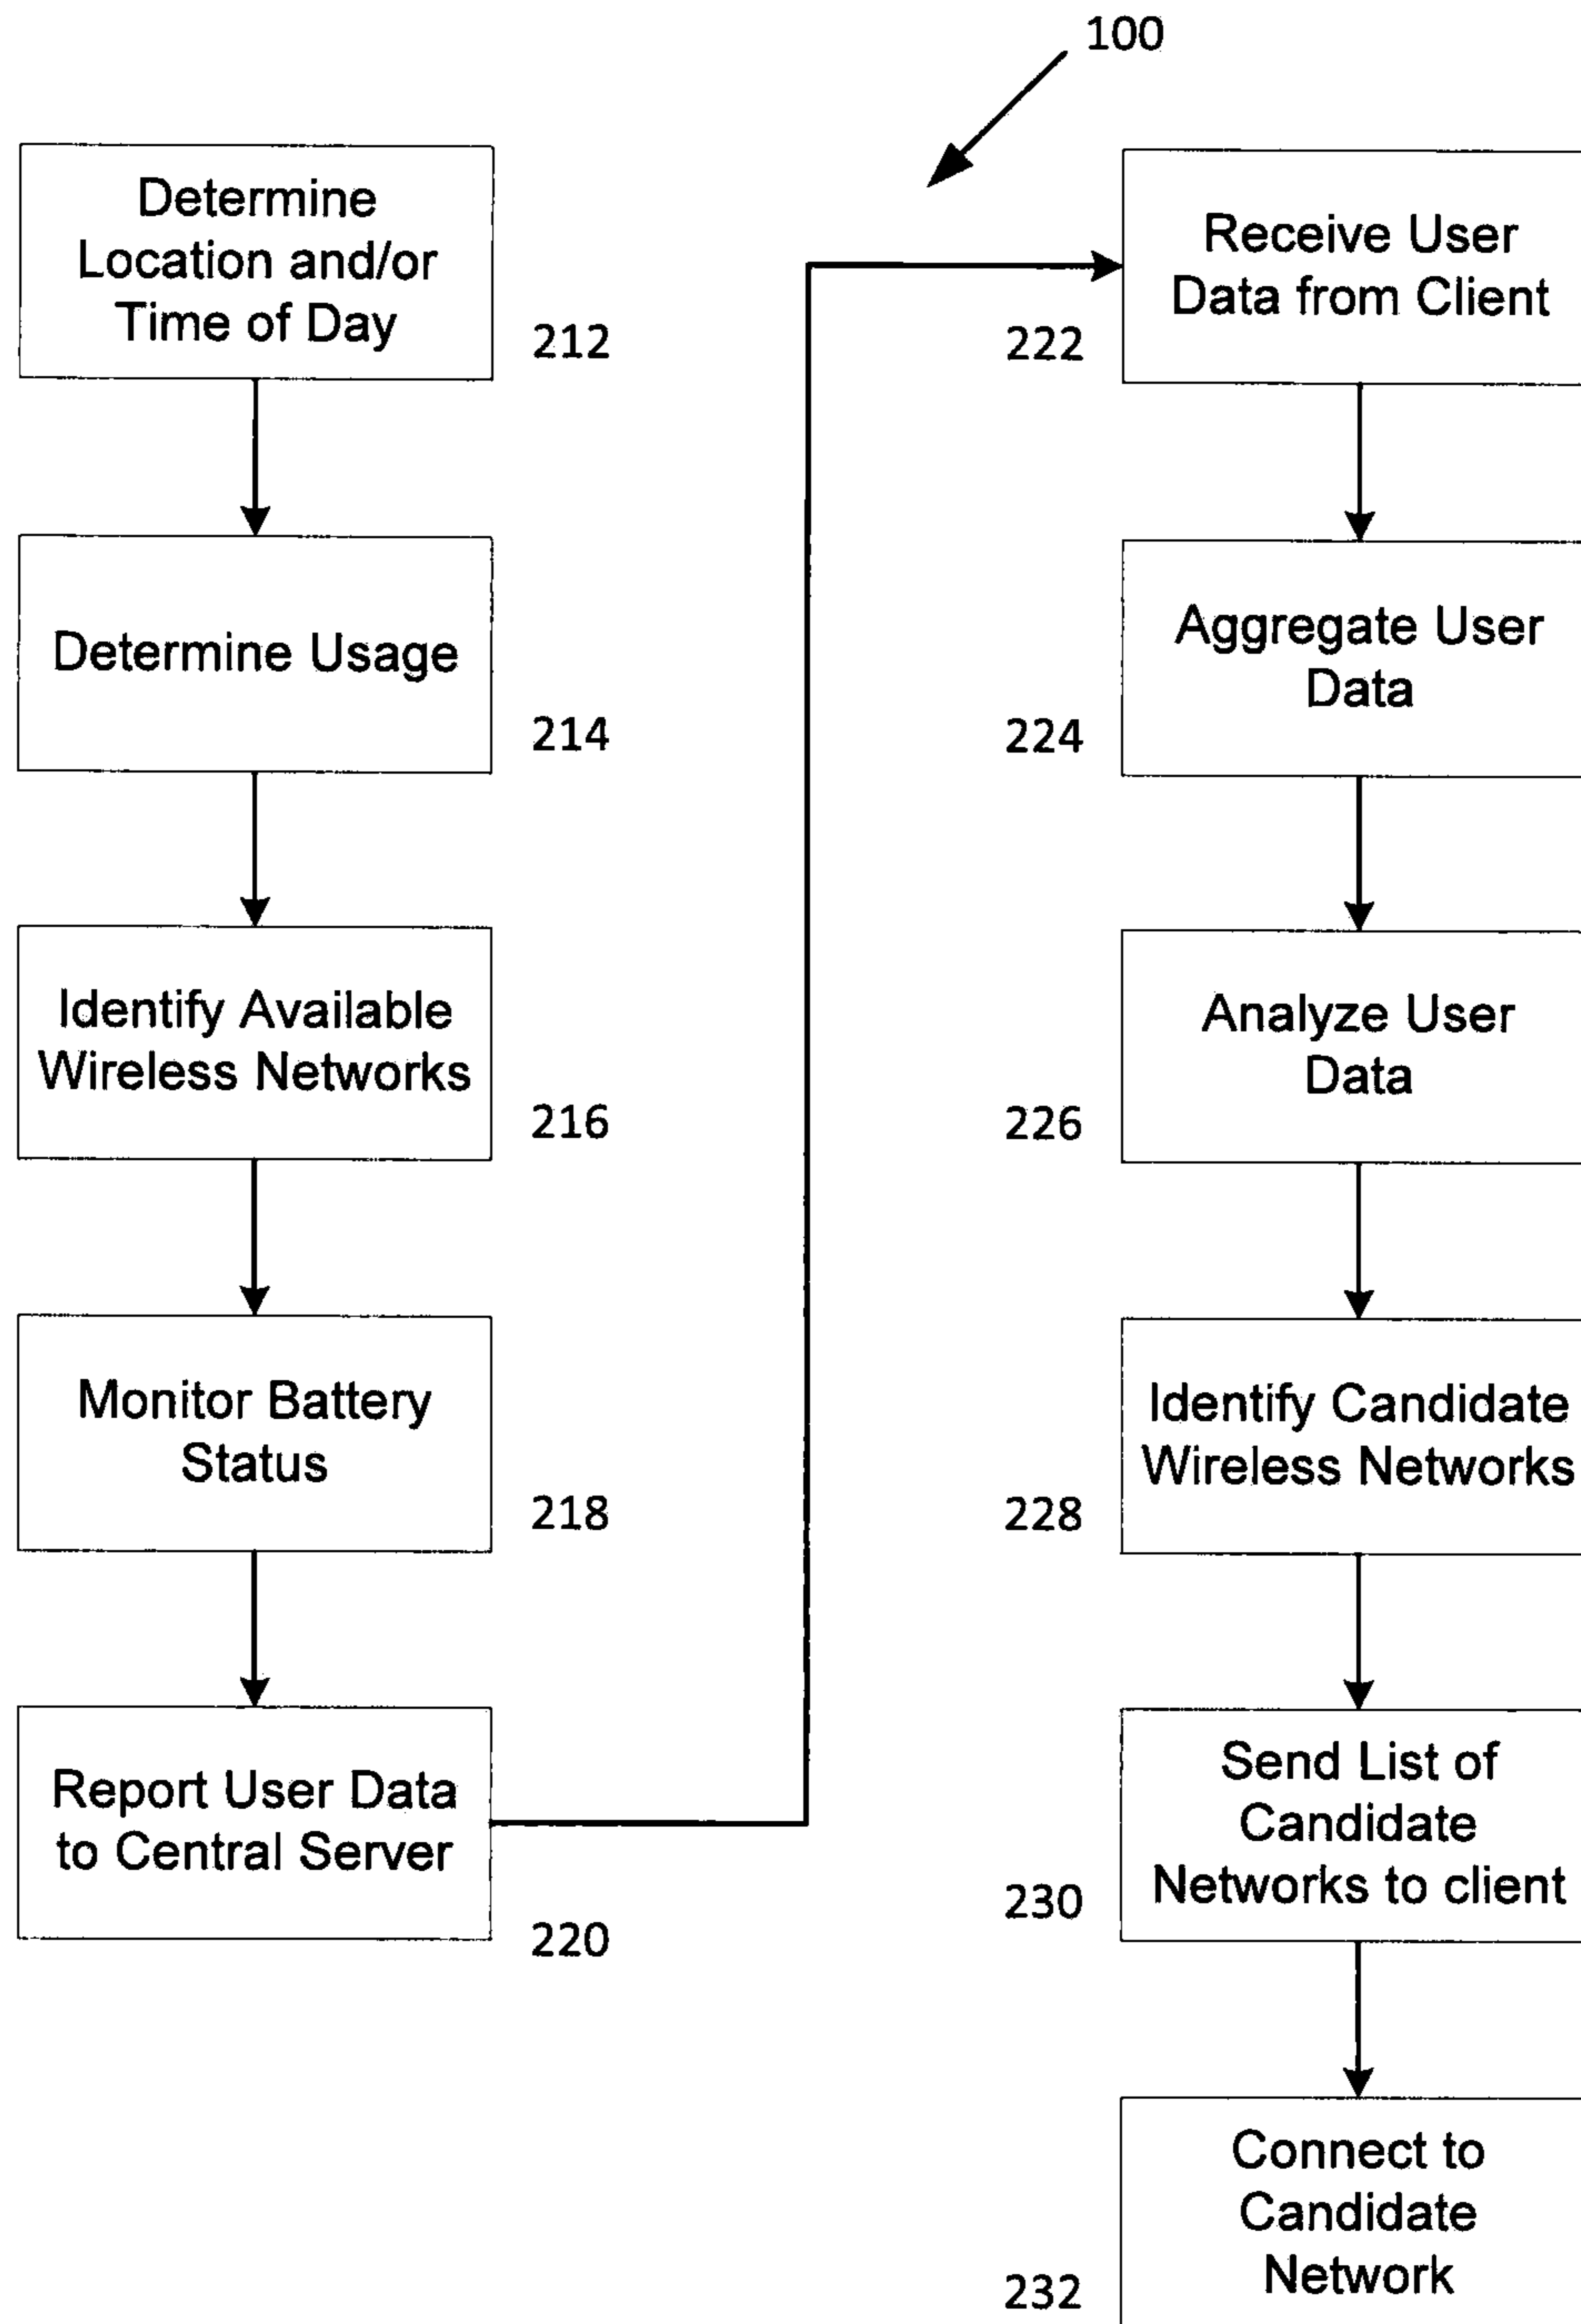 100
Determine
Location and/or
Time of Day
212
Determine Usage
214
Identify Available
Wireless Networks
216
Monitor Battery
Status
218
Report User Data
to Central Server
220
Receive User
Data from Client
222
Aggregate User
Data
224
Analyze User
Data
226
Identify Candidate
Wireless Networks
228
Send List of
Candidate
Networks to client
230
Connect to
Candidate
Network
232